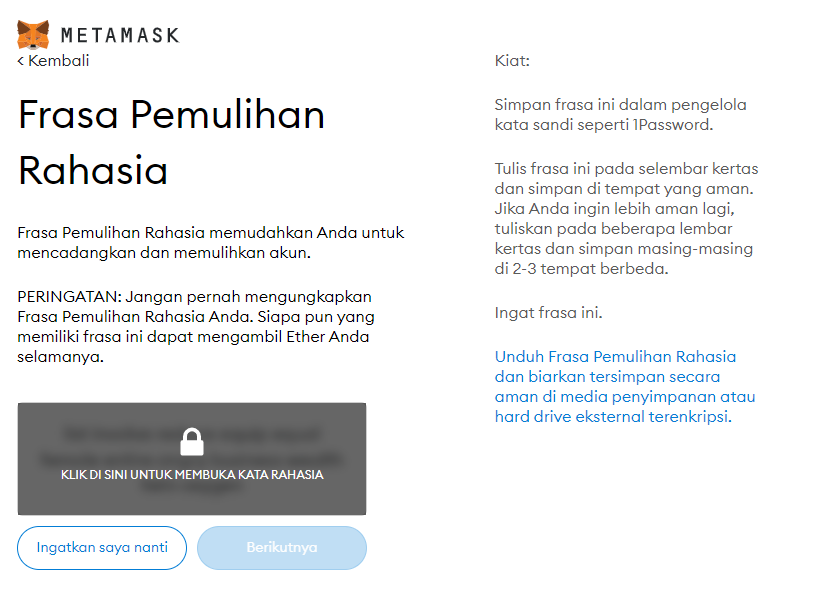 METAMASK
< Kembali
Frasa Pemulihan
Rahasia
Frasa Pemulihan Rahasia memudahkan Anda untuk
mencadangkan dan memulihkan akun.
PERINGATAN: Jangan pernah mengungkapkan
Frasa Pemulihan Rahasia Anda. Siapa pun yang
memiliki frasa ini dapat mengambil Ether Anda
selamanya.
KLIK DI SINI UNTUK MEMBUKA KATA RAHASIA
Ingatkan saya nanti
Berikutnya
Kiat:
Simpan frasa ini dalam pengelola
kata sandi seperti 1Password.
Tulis frasa ini pada selembar kertas
dan simpan di tempat yang aman.
Jika Anda ingin lebih aman lagi,
tuliskan pada beberapa lembar
kertas dan simpan masing-masing
di 2-3 tempat berbeda.
Ingat frasa ini.
Unduh Frasa Pemulihan Rahasia
dan biarkan tersimpan secara
aman di media penyimpanan atau
hard drive eksternal terenkripsi.